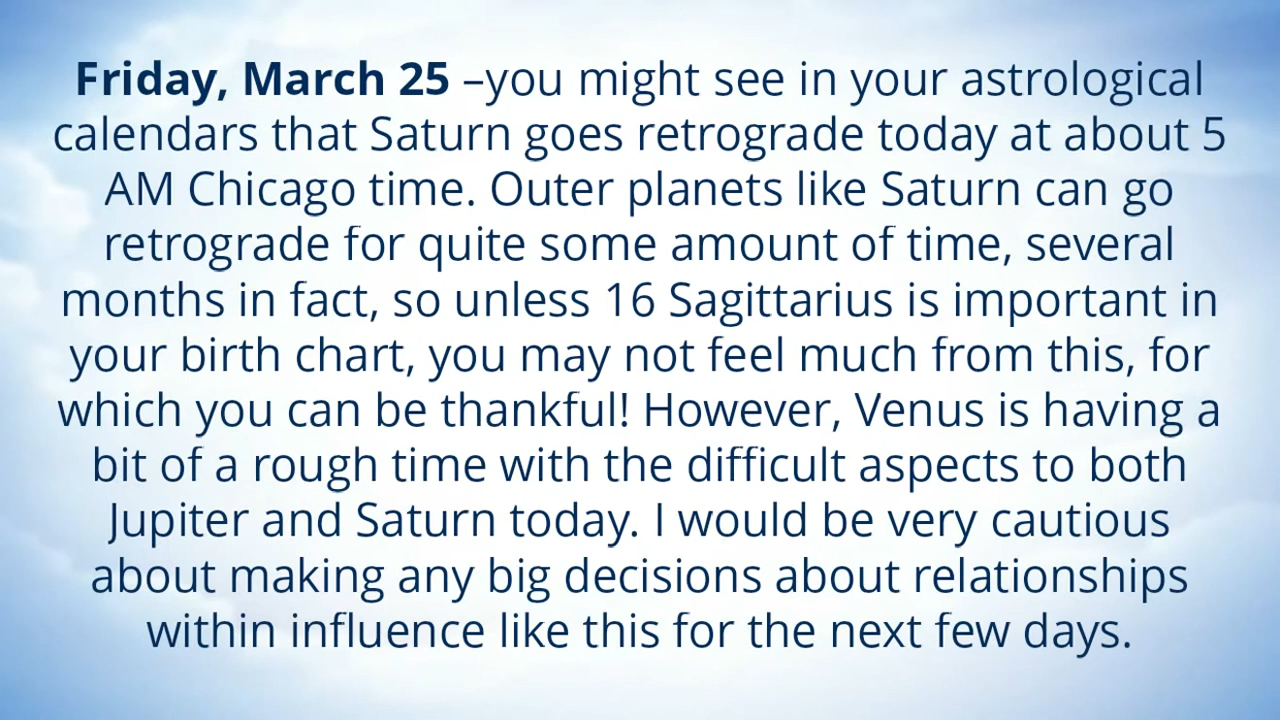 Friday, March 25 –you might see in your astrological
calendars that Saturn goes retrograde today at about 5
AM Chicago time. Outer planets like Saturn can go
retrograde for quite some amount of time, several
months in fact, so unless 16 Sagittarius is important in
your birth chart, you may not feel much from this, for
which you can be thankful! However, Venus is having a
bit of a rough time with the difficult aspects to both
Jupiter and Saturn today. I would be very cautious
about making any big decisions about relationships
within influence like this for the next few days.